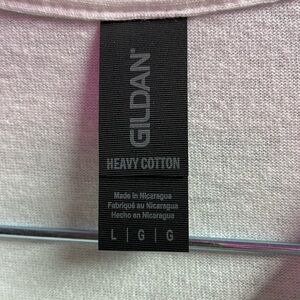 GILDAN
HEAVY COTTON
Made in Nicaragua
Fabriqué au Nicaragua
Hecho en Nicaragua
L | G | G